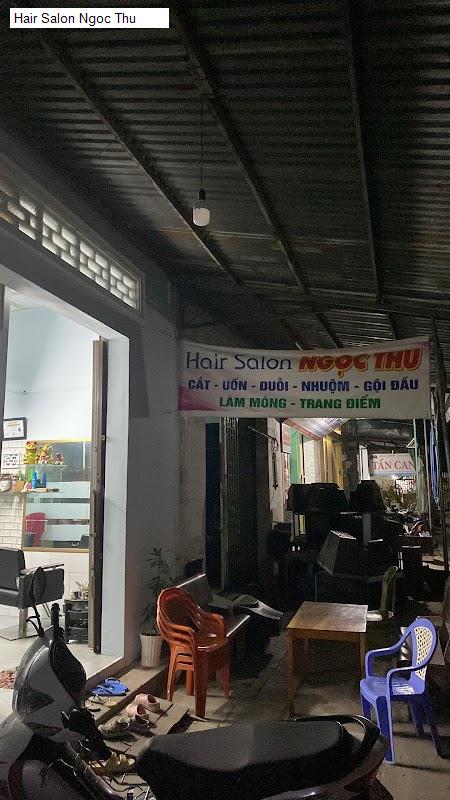 Hair Salon Ngoc Thu
Hair Salon NGỌC THU
CẮT - UỐN - DUỖI - NHUỘM - GỘI ĐẦU
LÀM MÓNG - TRANG ĐIỂM
TÂN CAN